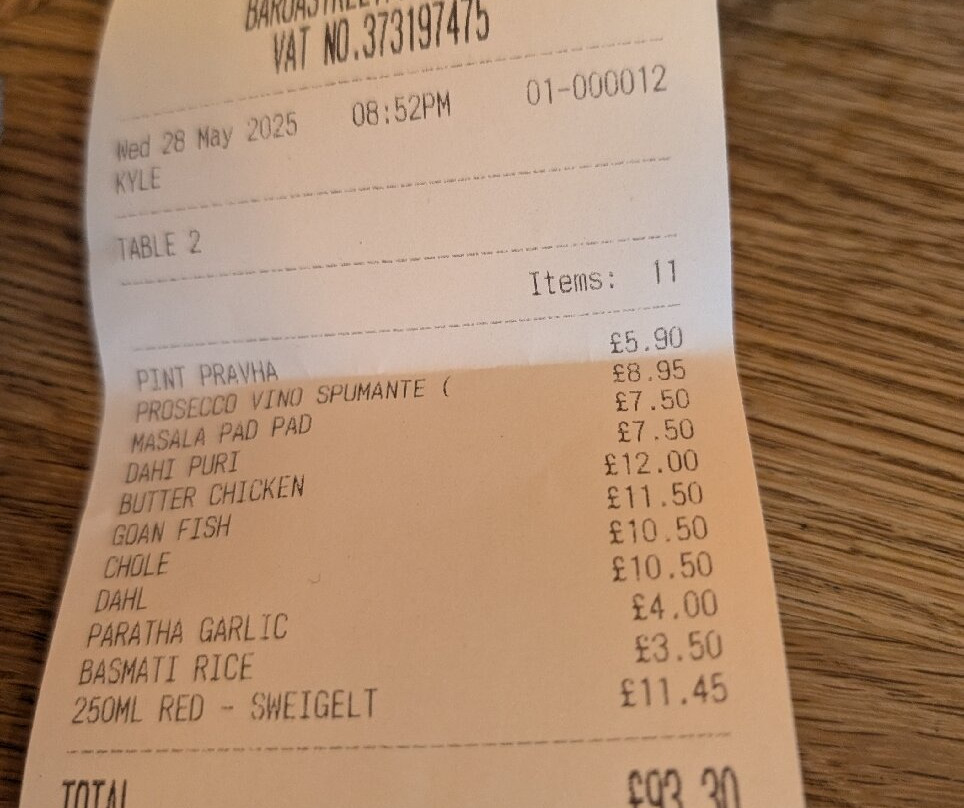 VAT NO.373197475
Wed 28 May 2025 08:52PM 01-000012
KYLE
TABLE 2
Items: 11
PINT PRAVHA £5.90
PROSECCO VINO SPUMANTE ( £8.95
MASALA PAD PAD £7.50
DAHI PURI £7.50
BUTTER CHICKEN £12.00
GOAN FISH £11.50
CHOLE £10.50
DAHL £10.50
PARATHA GARLIC £4.00
BASMATI RICE £3.50
250ML RED - SWEIGELT £11.45
TOTAL £93.30